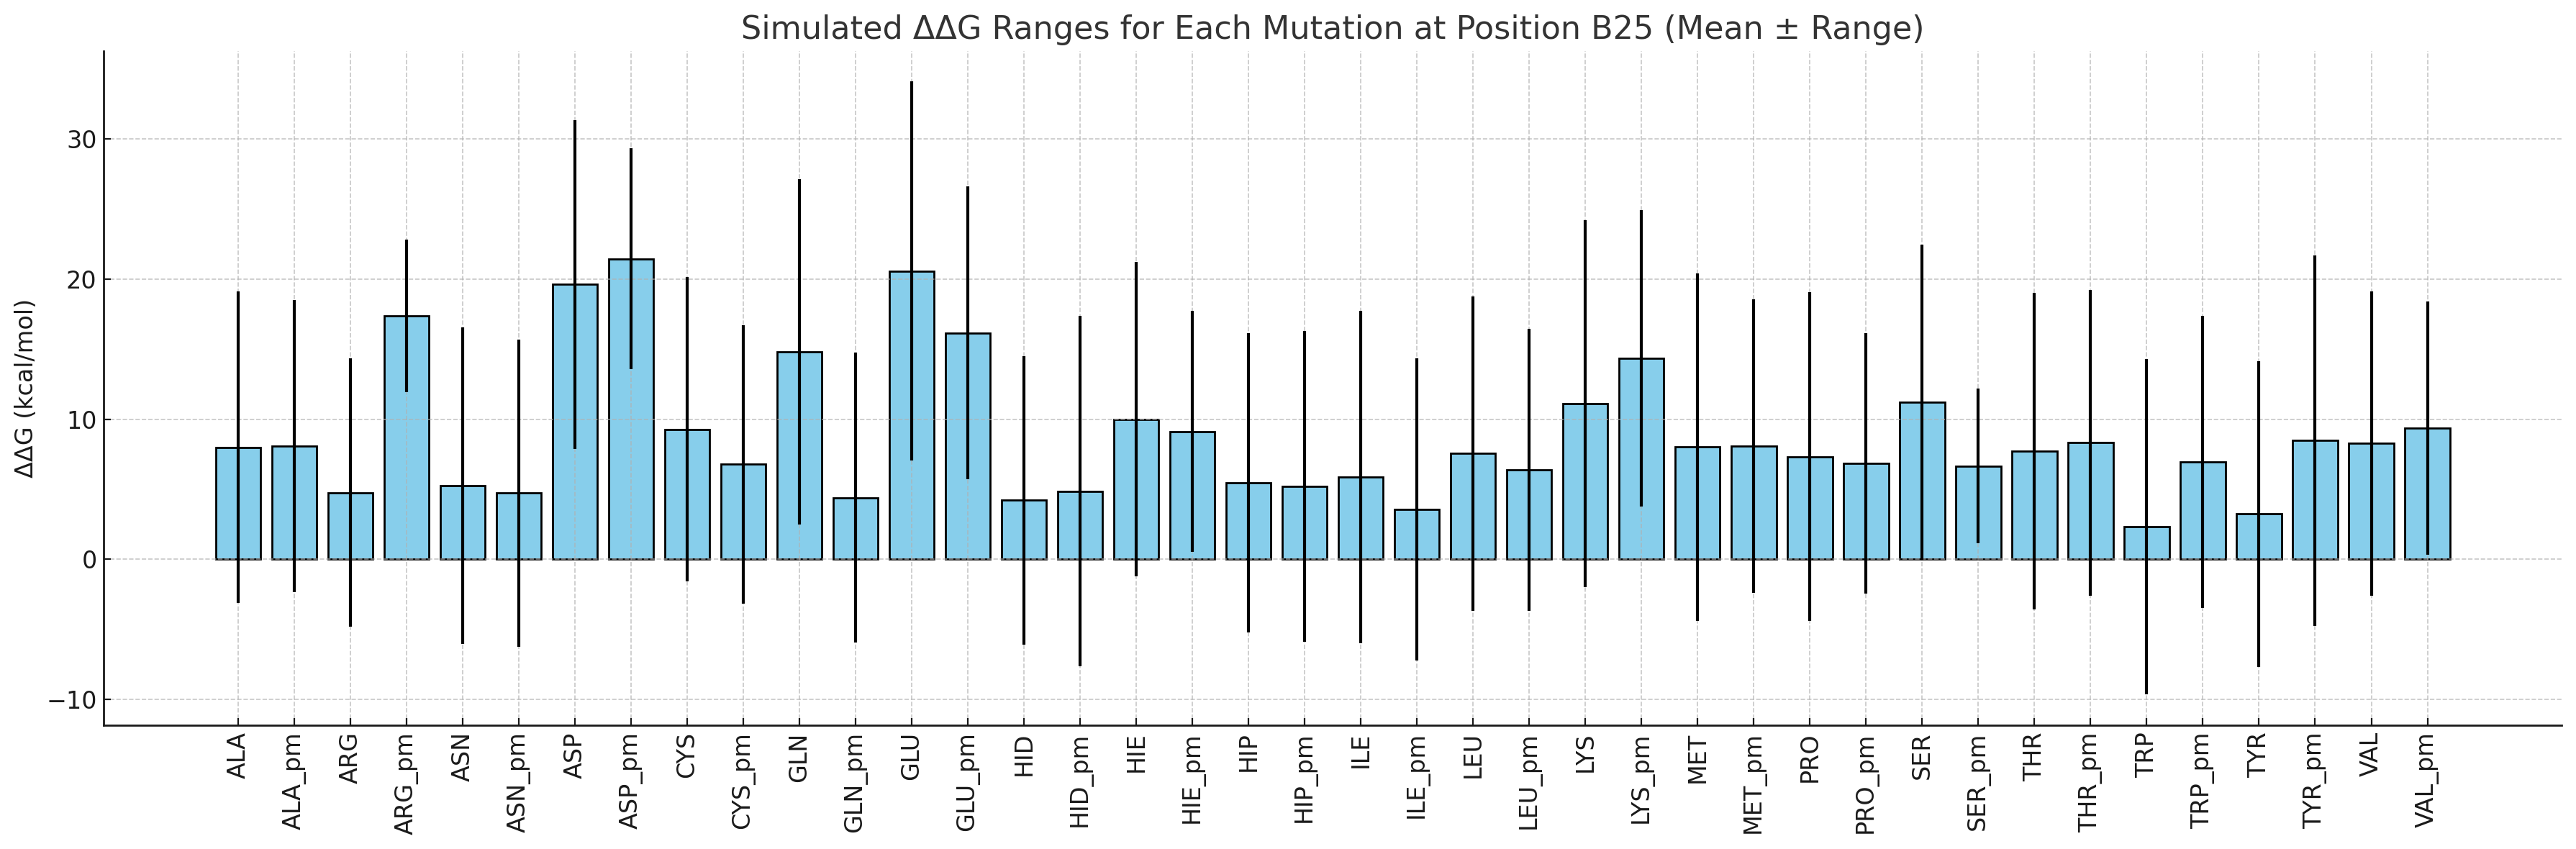 Simulated ΔΔG Ranges for Each Mutation at Position B25 (Mean ± Range)
ΔΔG (kcal/mol)
30
20
10
0
−10
ALA
ALA_pm
ARG
ARG_pm
ASN
ASN_pm
ASP
ASP_pm
CYS
CYS_pm
GLN
GLN_pm
GLU
GLU_pm
HID
HID_pm
HIE
HIE_pm
HIP
HIP_pm
ILE
ILE_pm
LEU
LEU_pm
LYS
LYS_pm
MET
MET_pm
PRO
PRO_pm
SER
SER_pm
THR
THR_pm
TRP
TRP_pm
TYR
TYR_pm
VAL
VAL_pm